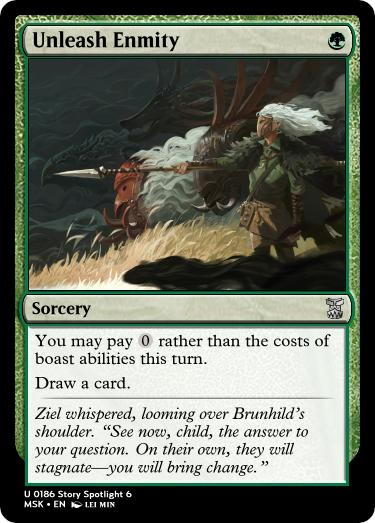 Unleash Enmity
Sorcery
You may pay 0 rather than the costs of
boast abilities this turn.
Draw a card.
Ziel whispered, looming over Brunhild's
shoulder. “See now, child, the answer to
your question. On their own, they will
stagnate—you will bring change.”
U 0186 Story Spotlight 6
MSK • EN LEI MIN